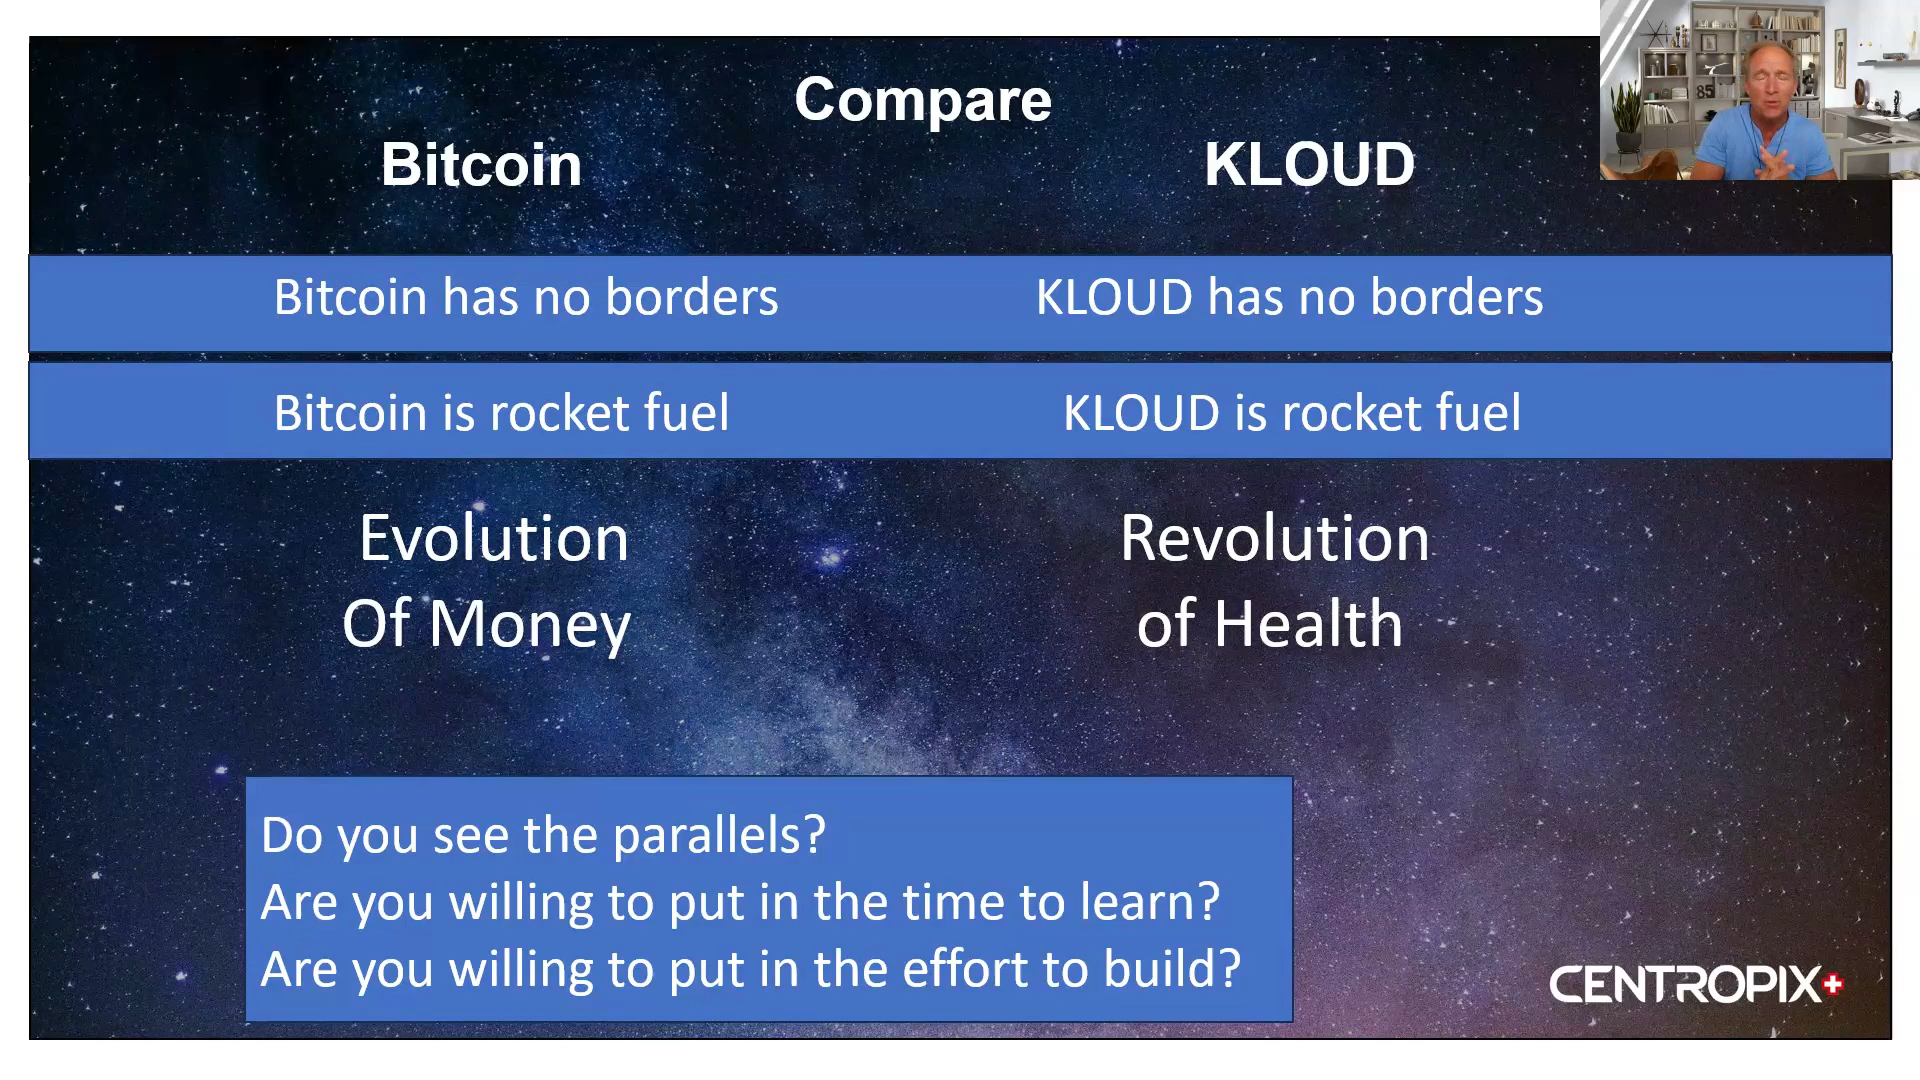 Compare
Bitcoin KLOUD
Bitcoin has no borders KLOUD has no borders
Bitcoin is rocket fuel KLOUD is rocket fuel
Evolution Revolution
Of Money of Health
Do you see the parallels?
Are you willing to put in the time to learn?
Are you willing to put in the effort to build?
CENTROPIX
85